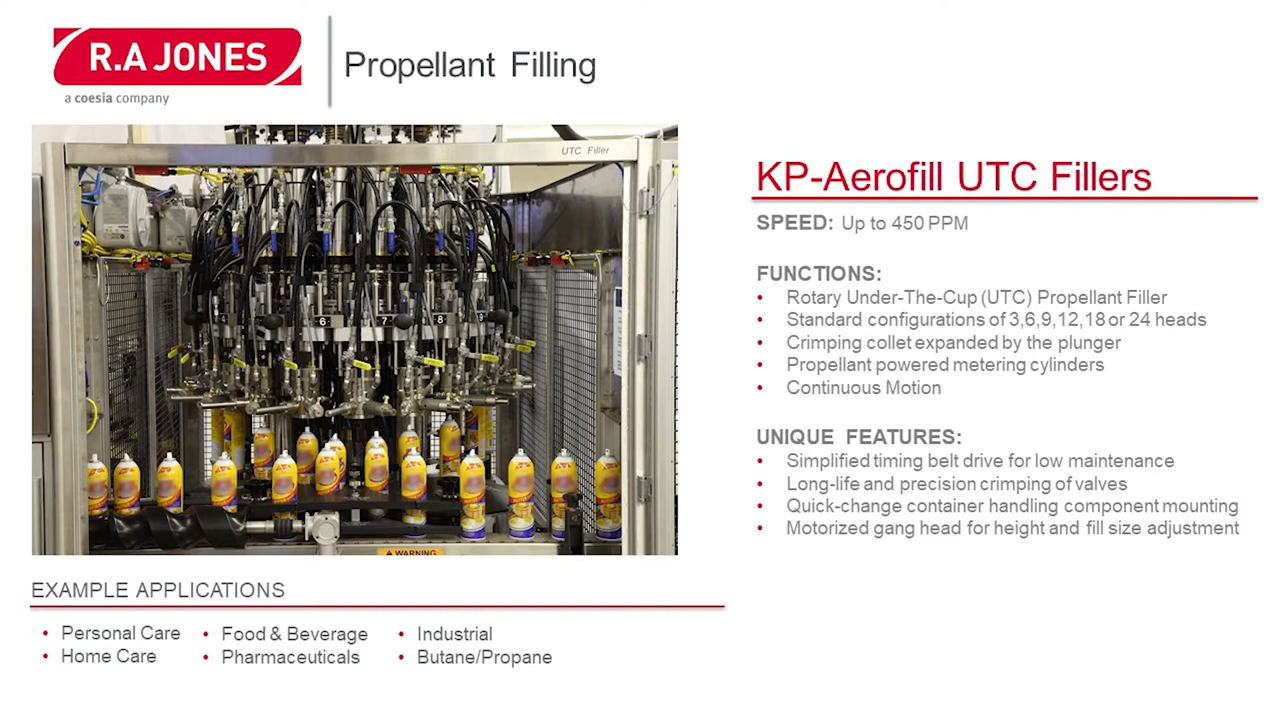 R.A JONES
a coesia company
Propellant Filling
UTC Filler
6
7
8
9
WARNING
KP-Aerofill UTC Fillers
SPEED: Up to 450 PPM
FUNCTIONS:
• Rotary Under-The-Cup (UTC) Propellant Filler
• Standard configurations of 3,6,9,12,18 or 24 heads
• Crimping collet expanded by the plunger
• Propellant powered metering cylinders
• Continuous Motion
UNIQUE FEATURES:
• Simplified timing belt drive for low maintenance
• Long-life and precision crimping of valves
• Quick-change container handling component mounting
• Motorized gang head for height and fill size adjustment
EXAMPLE APPLICATIONS
• Personal Care • Food & Beverage • Industrial
• Home Care • Pharmaceuticals • Butane/Propane